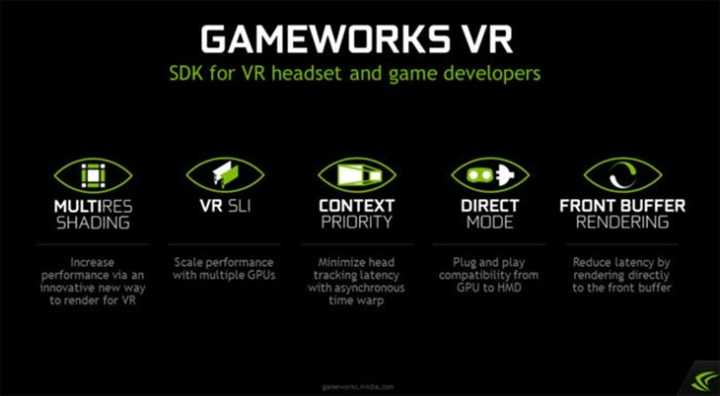 GAMEWORKS VR
SDK for VR headset and game developers
MULTIRES
SHADING
Increase
performance via an
innovative new way
to render for VR
VR SLI
Scale performance
with multiple GPUs
CONTEXT
PRIORITY
Minimize head
tracking latency
with asynchronous
time warp
DIRECT
MODE
Plug and play
compatibility from
GPU to HMD
FRONT BUFFER
RENDERING
Reduce latency by
rendering directly
to the front buffer
gameworks.nvidia.com